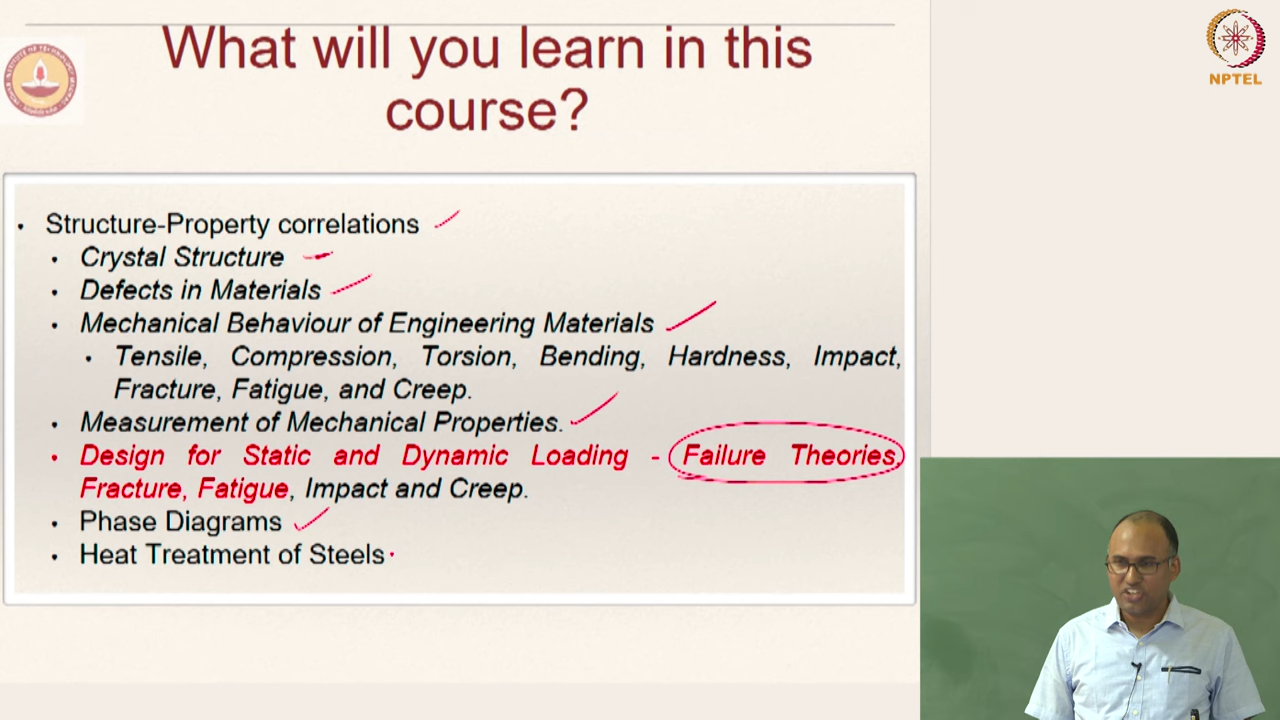 What will you learn in this
course?
NPTEL
• Structure-Property correlations
• Crystal Structure
• Defects in Materials
• Mechanical Behaviour of Engineering Materials
• Tensile, Compression, Torsion, Bending, Hardness, Impact,
Fracture, Fatigue, and Creep.
• Measurement of Mechanical Properties.
• Design for Static and Dynamic Loading - Failure Theories,
Fracture, Fatigue, Impact and Creep.
• Phase Diagrams
• Heat Treatment of Steels